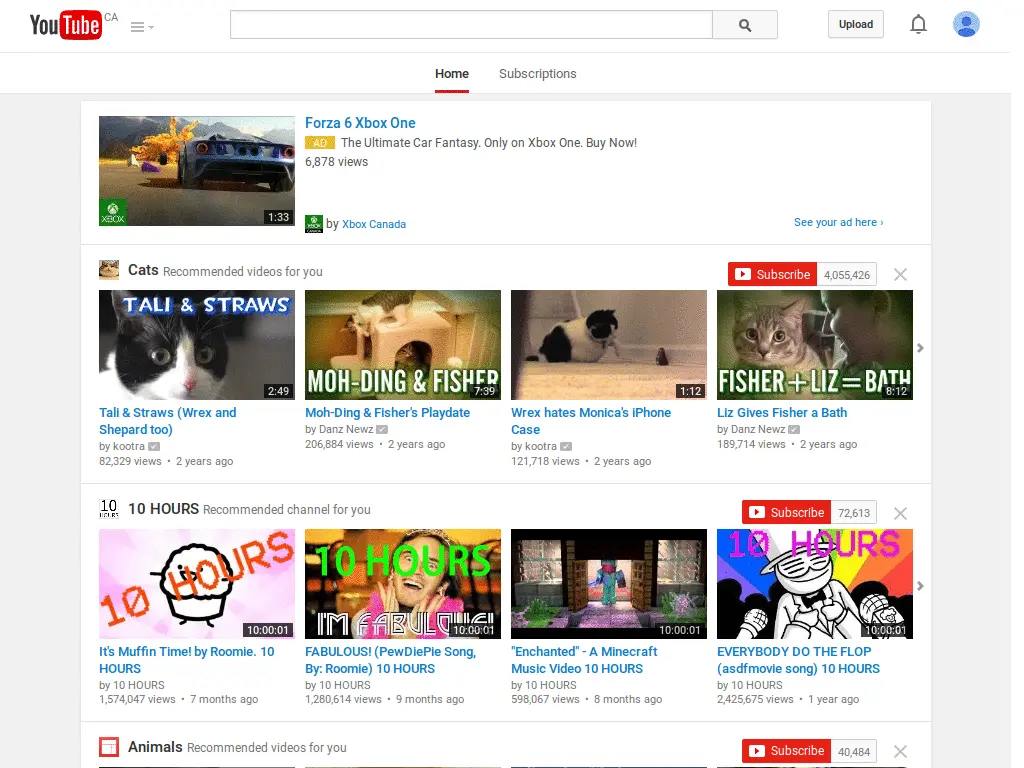 YouTube CA
Upload
Home Subscriptions
Forza 6 Xbox One
AD The Ultimate Car Fantasy. Only on Xbox One. Buy Now!
6,878 views
XBOX
1:33
by Xbox Canada
See your ad here ›
Cats Recommended videos for you
Subscribe 4,055,426
TALI & STRAWS
2:49
MOH-DING & FISHER
7:39
1:12
FISHER+LIZ=BATH
8:12
Tali & Straws (Wrex and
Shepard too)
by kootra
82,329 views • 2 years ago
Moh-Ding & Fisher's Playdate
by Danz Newz
206,884 views • 2 years ago
Wrex hates Monica's iPhone
Case
by kootra
121,718 views • 2 years ago
Liz Gives Fisher a Bath
by Danz Newz
189,714 views • 2 years ago
10 HOURS
10 HOURS Recommended channel for you
Subscribe 72,613
10 HOURS
10:00:01
10 HOURS
I'M FABULOUS!
10:00:01
10:00:01
10 HOURS
10:00:01
It's Muffin Time! by Roomie. 10
HOURS
by 10 HOURS
1,574,047 views • 7 months ago
FABULOUS! (PewDiePie Song,
By: Roomie) 10 HOURS
by 10 HOURS
1,280,614 views • 9 months ago
"Enchanted" - A Minecraft
Music Video 10 HOURS
by 10 HOURS
598,067 views • 8 months ago
EVERYBODY DO THE FLOP
(asdfmovie song) 10 HOURS
by 10 HOURS
2,425,675 views • 1 year ago
Animals Recommended videos for you
Subscribe 40,484